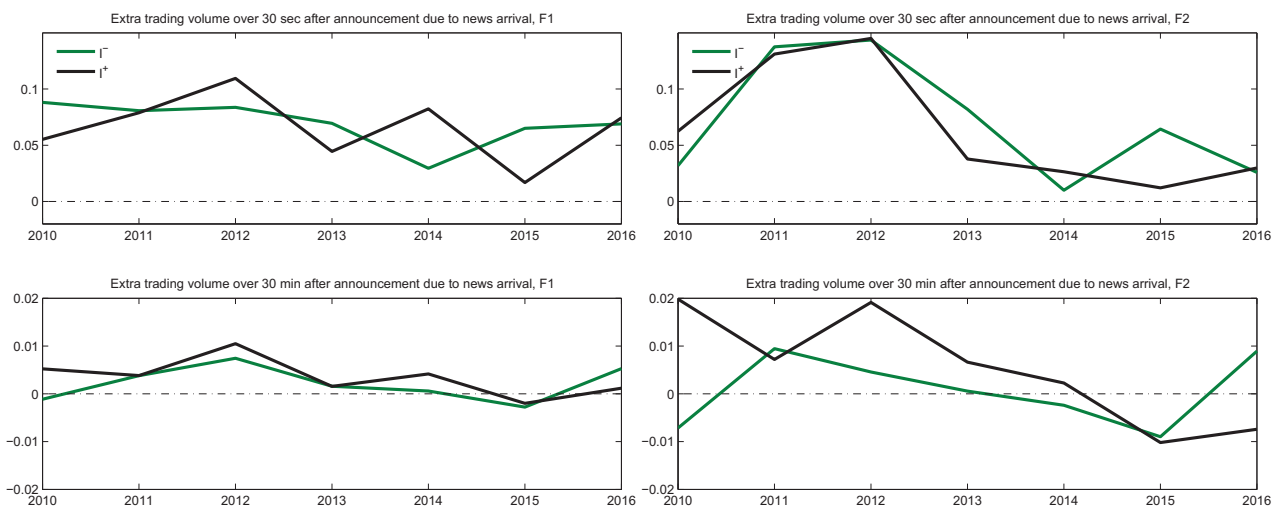 Extra trading volume over 30 sec after announcement due to news arrival, F1
I−
I+
0.1
0.05
0
2010 2011 2012 2013 2014 2015 2016
Extra trading volume over 30 sec after announcement due to news arrival, F2
I−
I+
0.1
0.05
0
2010 2011 2012 2013 2014 2015 2016
Extra trading volume over 30 min after announcement due to news arrival, F1
0.02
0.01
0
−0.01
−0.02
2010 2011 2012 2013 2014 2015 2016
Extra trading volume over 30 min after announcement due to news arrival, F2
0.02
0.01
0
−0.01
−0.02
2010 2011 2012 2013 2014 2015 2016